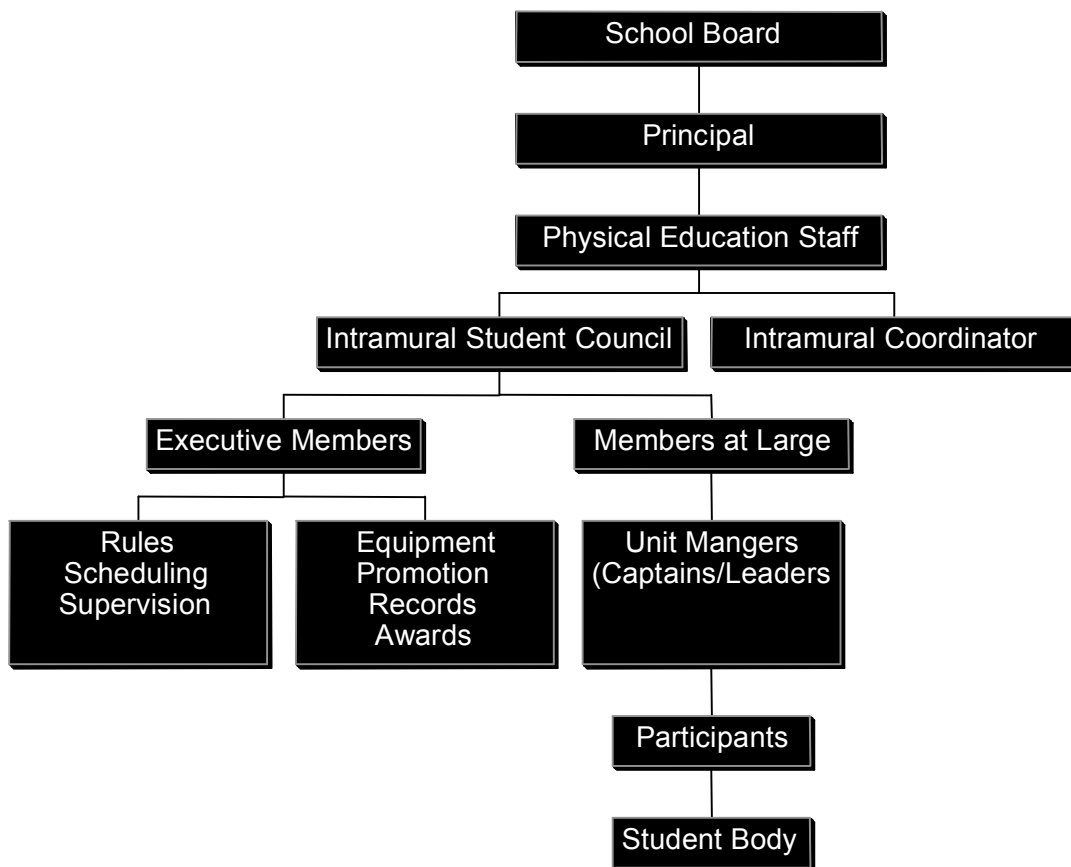 School Board
Principal
Physical Education Staff
Intramural Student Council
Intramural Coordinator
Executive Members
Members at Large
Rules
Scheduling
Supervision
Equipment
Promotion
Records
Awards
Unit Mangers
(Captains/Leaders
Participants
Student Body